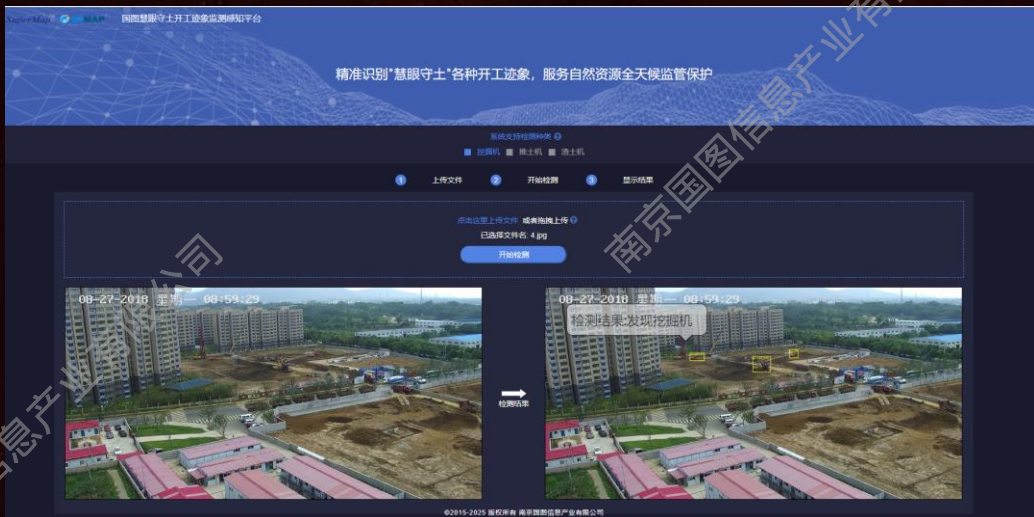 SuperMap MAP 国图慧眼守土开工迹象监测感知平台
精准识别"慧眼守土"各种开工迹象，服务自然资源全天候监管保护
系统支持检测种类
挖掘机 推土机 渣土机
1 上传文件 2 开始检测 3 显示结果
点击这里上传文件 或者拖拽上传
已选择文件名: 4.jpg
开始检测
08-27-2018 星期一 08:59:29
08-27-2018 星期一 08:59:29
检测结果:发现挖掘机
检测结果
©2015-2025 版权所有 南京国图信息产业有限公司
南京国图信息产业有限
信息产业有限公司